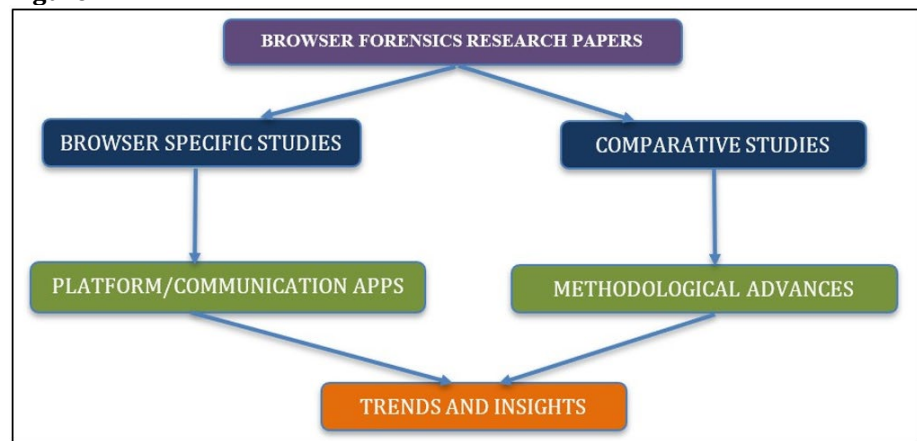 BROWSER FORENSICS RESEARCH PAPERS
BROWSER SPECIFIC STUDIES
COMPARATIVE STUDIES
PLATFORM/COMMUNICATION APPS
METHODOLOGICAL ADVANCES
TRENDS AND INSIGHTS